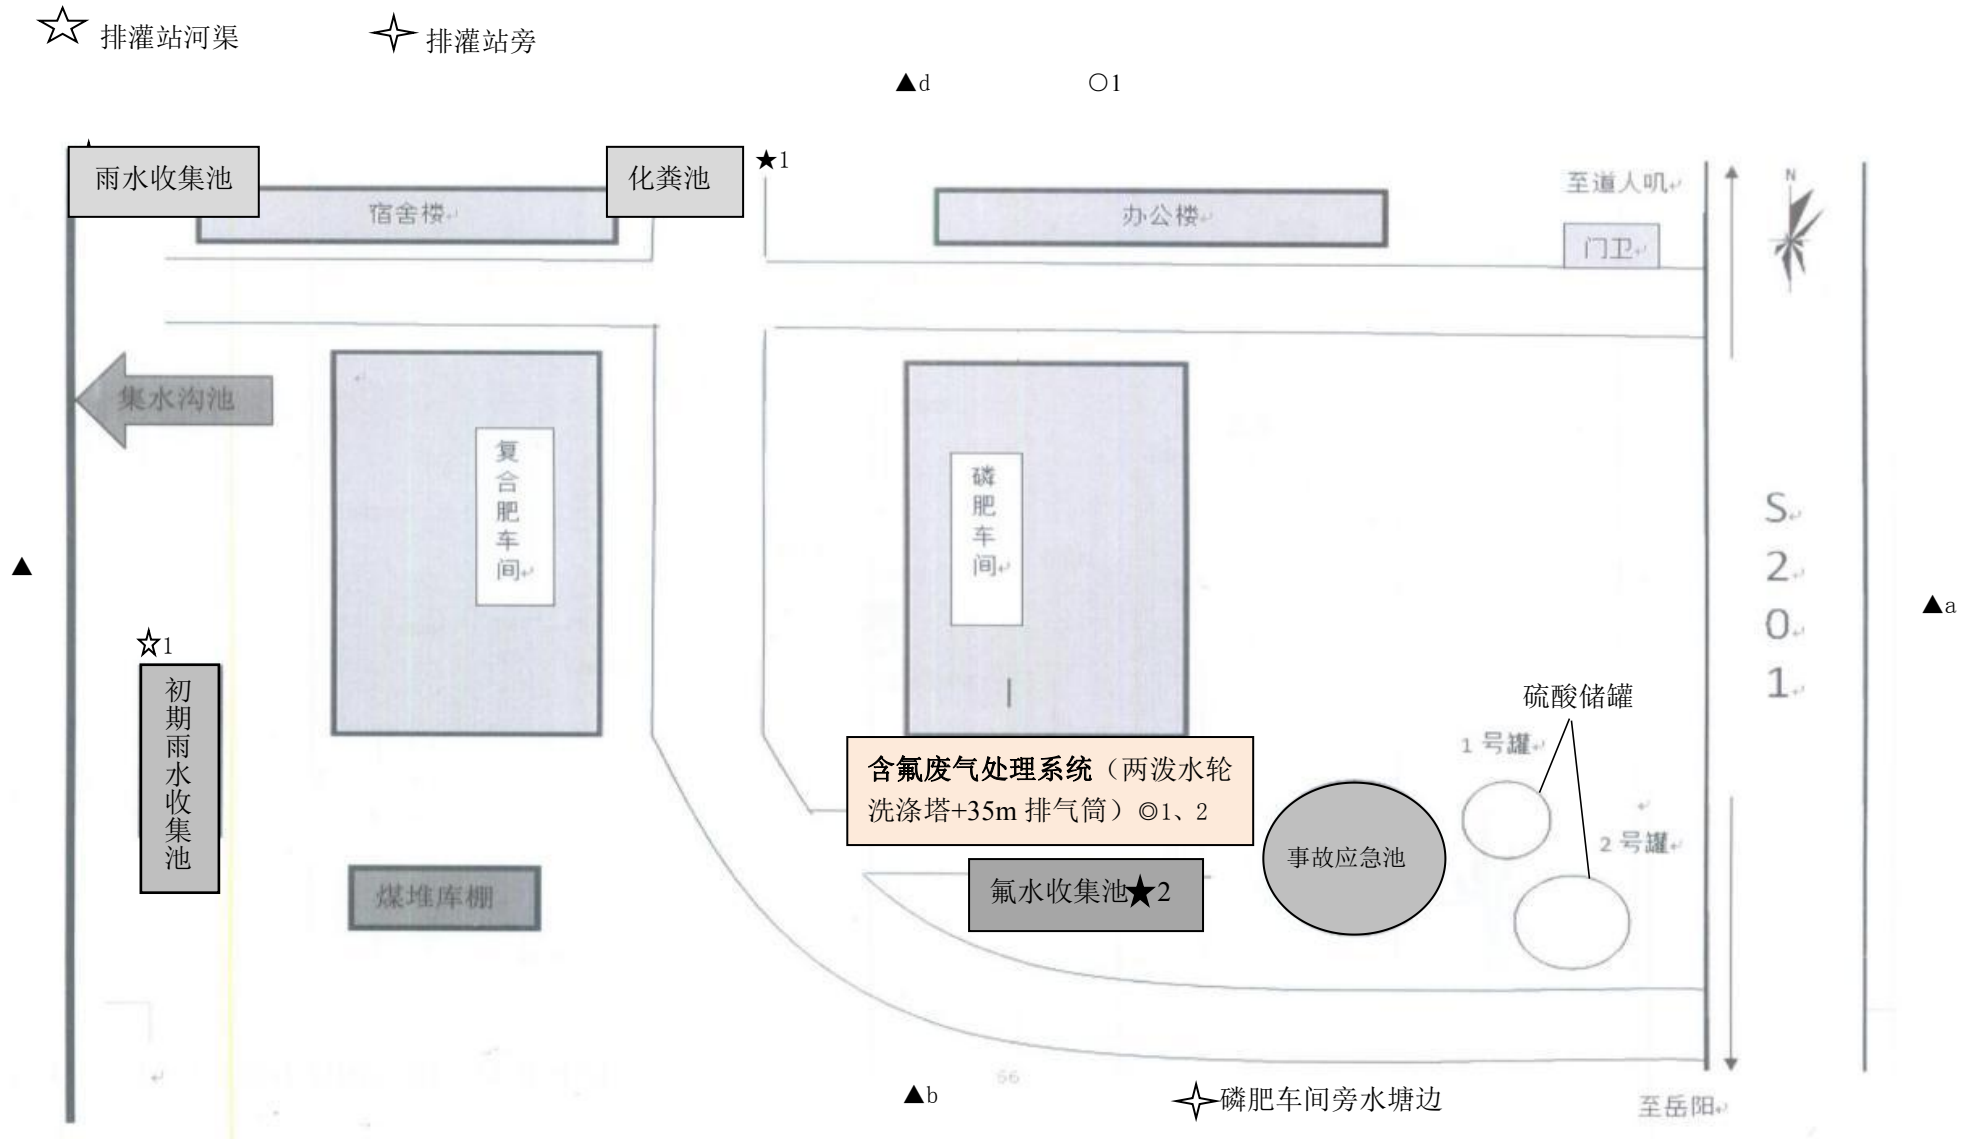 ☆ 排灌站河渠
✧ 排灌站旁
▲d
○1
雨水收集池
化粪池
★1
宿舍楼
办公楼
至道人矶
门卫
N
集水沟池
复合肥车间
磷肥车间
S201
▲
▲a
☆1
初期雨水收集池
硫酸储罐
1号罐
含氟废气处理系统（两泼水轮
洗涤塔+35m 排气筒）◎1、2
2号罐
事故应急池
煤堆库棚
氟水收集池★2
56
▲b
✧磷肥车间旁水塘边
至岳阳